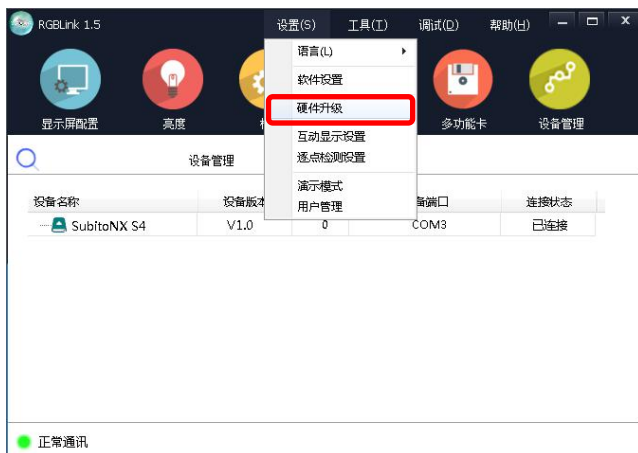 RGBLink 1.5 设置(S) 工具(T) 调试(D) 帮助(H)
语言(L)
软件设置
硬件升级
互动显示设置
逐点检测设置
演示模式
用户管理
显示屏配置 亮度 多功能卡 设备管理
设备管理
设备名称 设备版本 备端口 连接状态
SubitoNX S4 V1.0 0 COM3 已连接
正常通讯